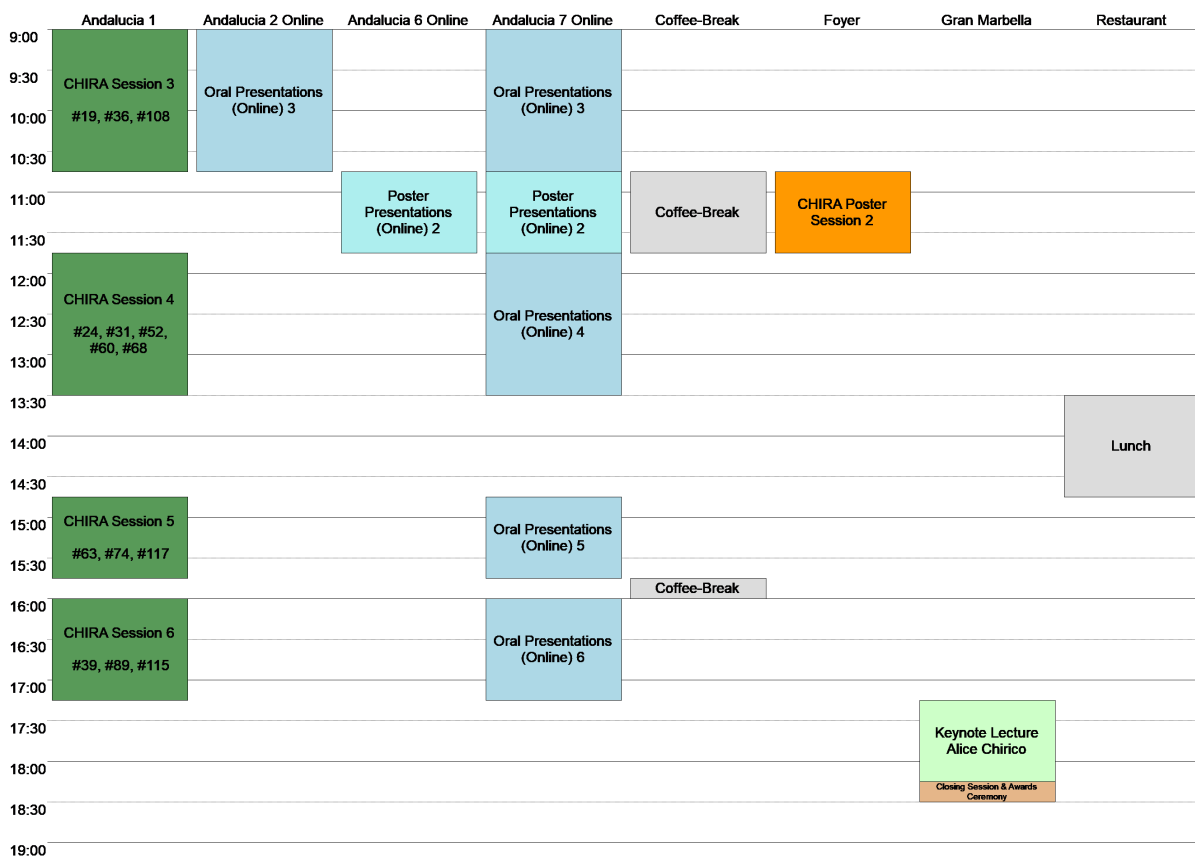 Andalucia 1
Andalucia 2 Online
Andalucia 6 Online
Andalucia 7 Online
Coffee-Break
Foyer
Gran Marbella
Restaurant
9:00
9:30
10:00
10:30
11:00
11:30
12:00
12:30
13:00
13:30
14:00
14:30
15:00
15:30
16:00
16:30
17:00
17:30
18:00
18:30
19:00
CHIRA Session 3
#19, #36, #108
Oral Presentations
(Online) 3
Oral Presentations
(Online) 3
Poster
Presentations
(Online) 2
Poster
Presentations
(Online) 2
Coffee-Break
CHIRA Poster
Session 2
CHIRA Session 4
#24, #31, #52,
#60, #68
Oral Presentations
(Online) 4
Lunch
CHIRA Session 5
#63, #74, #117
Oral Presentations
(Online) 5
Coffee-Break
CHIRA Session 6
#39, #89, #115
Oral Presentations
(Online) 6
Keynote Lecture
Alice Chirico
Closing Session & Awards
Ceremony